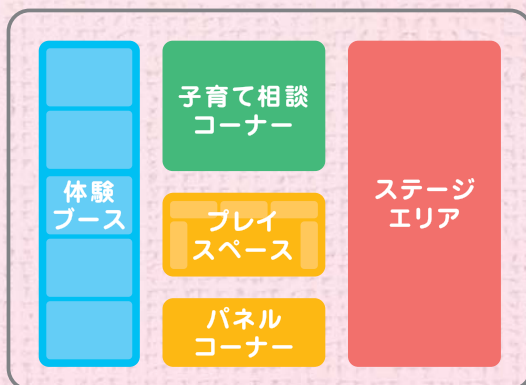 体験
ブース
子育て相談
コーナー
プレイ
スペース
パネル
コーナー
ステージ
エリア